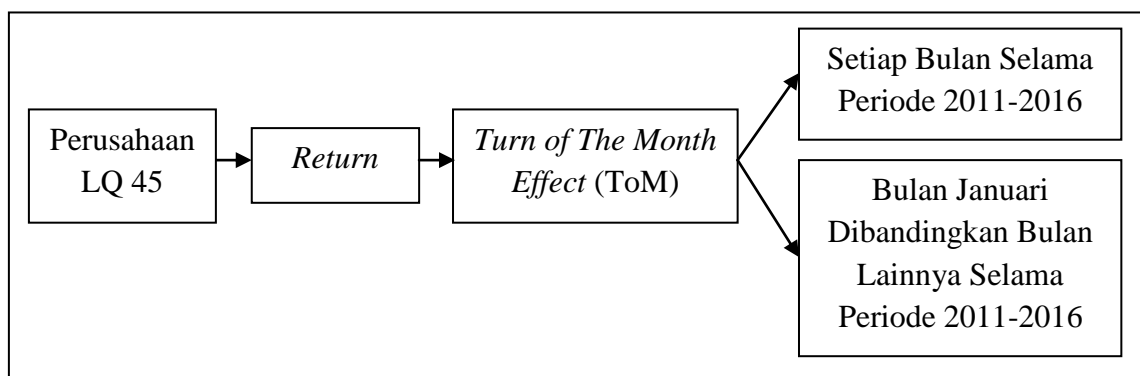 Perusahaan
LQ 45
Return
Turn of The Month
Effect (ToM)
Setiap Bulan Selama
Periode 2011-2016
Bulan Januari
Dibandingkan Bulan
Lainnya Selama
Periode 2011-2016